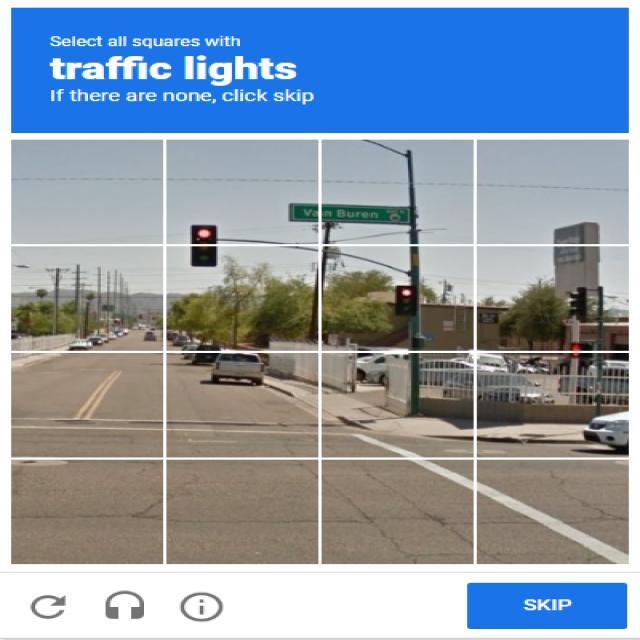 Select all squares with
traffic lights
If there are none, click skip
Van Buren
SKIP